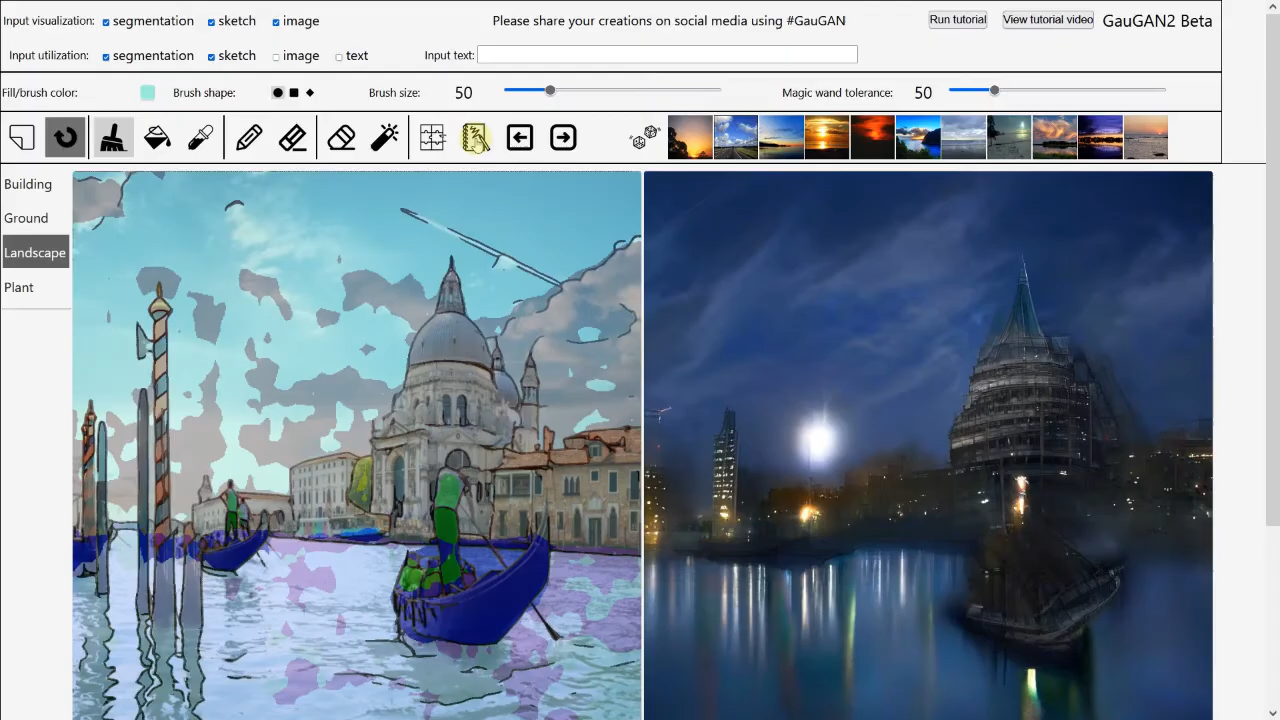 Input visualization: segmentation sketch image Please share your creations on social media using #GauGAN Run tutorial View tutorial video GauGAN2 Beta
Input utilization: segmentation sketch image text Input text:
Fill/brush color: Brush shape: Brush size: 50 Magic wand tolerance: 50
Building
Ground
Landscape
Plant